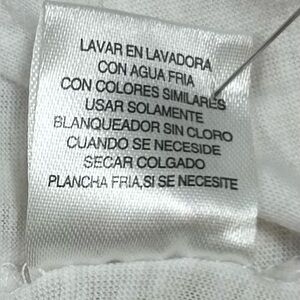 LAVAR EN LAVADORA
CON AGUA FRIA
CON COLORES SIMILARES
USAR SOLAMENTE
BLANQUEADOR SIN CLORO
CUANDO SE NECESIDE
SECAR COLGADO
PLANCHA FRIA,SI SE NECESITE